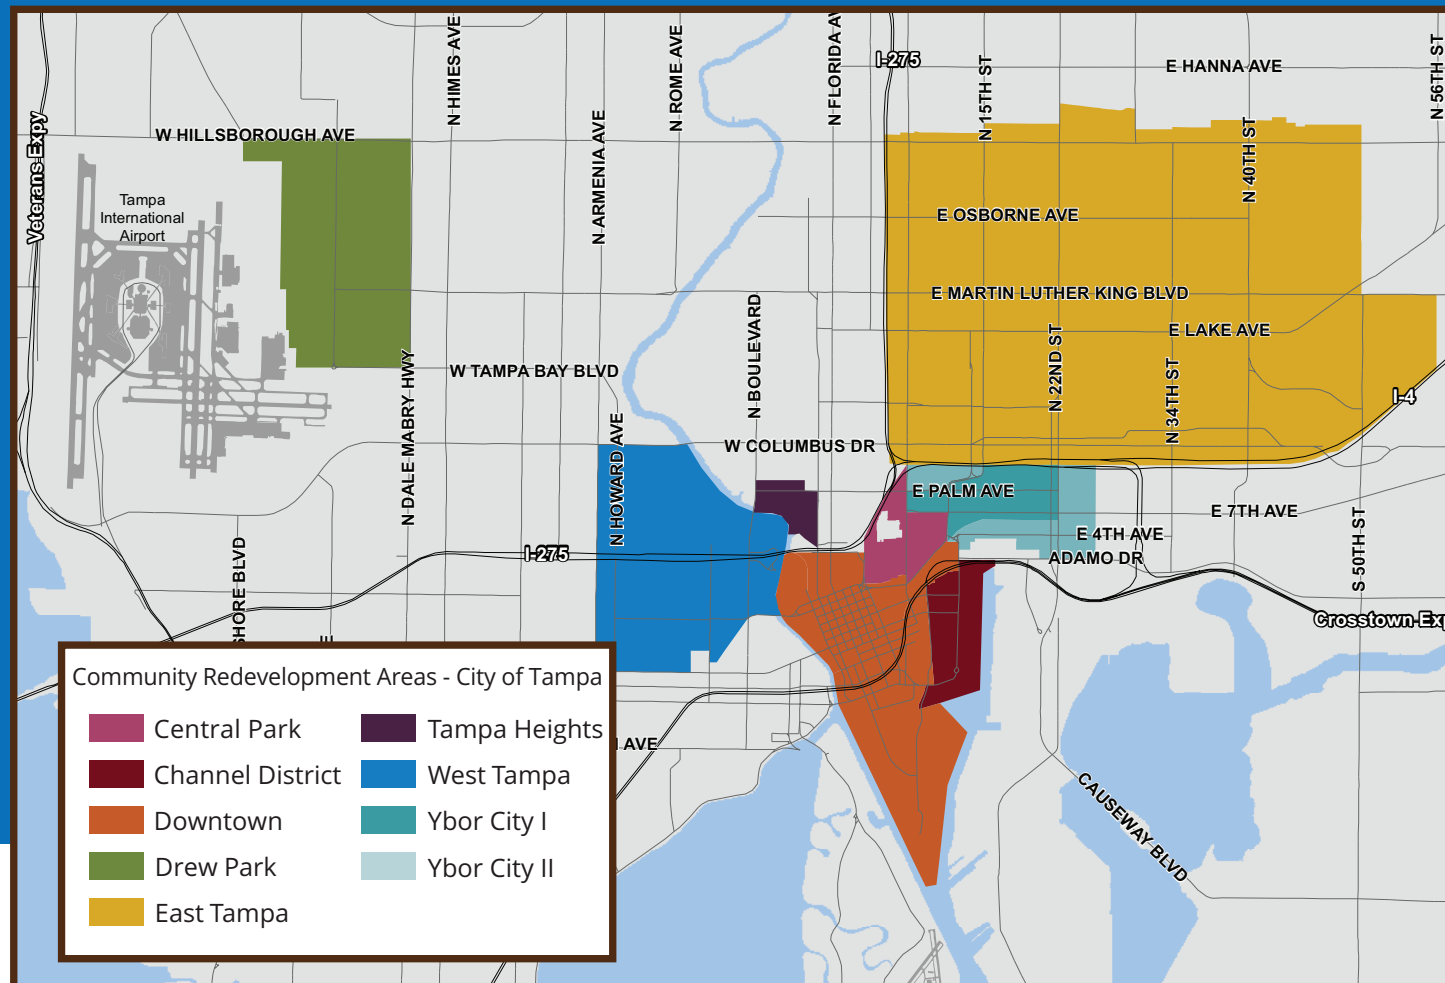 I-275
E HANNA AVE
N HIMES AVE
N ROME AVE
N FLORIDA AV
N 15TH ST
N 56TH ST
Veterans Expy
W HILLSBOROUGH AVE
N ARMENIA AVE
N 40TH ST
Tampa
International
Airport
E OSBORNE AVE
E MARTIN LUTHER KING BLVD
E LAKE AVE
N BOULEVARD
N 22ND ST
N 34TH ST
W TAMPA BAY BLVD
I-4
N DALE MABRY HWY
N HOWARD AVE
W COLUMBUS DR
E PALM AVE
E 7TH AVE
E 4TH AVE
ADAMO DR
I-275
SHORE BLVD
S 50TH ST
Crosstown Exp
E
AVE
CAUSEWAY BLVD
Community Redevelopment Areas - City of Tampa
Central Park
Channel District
Downtown
Drew Park
East Tampa
Tampa Heights
West Tampa
Ybor City I
Ybor City II